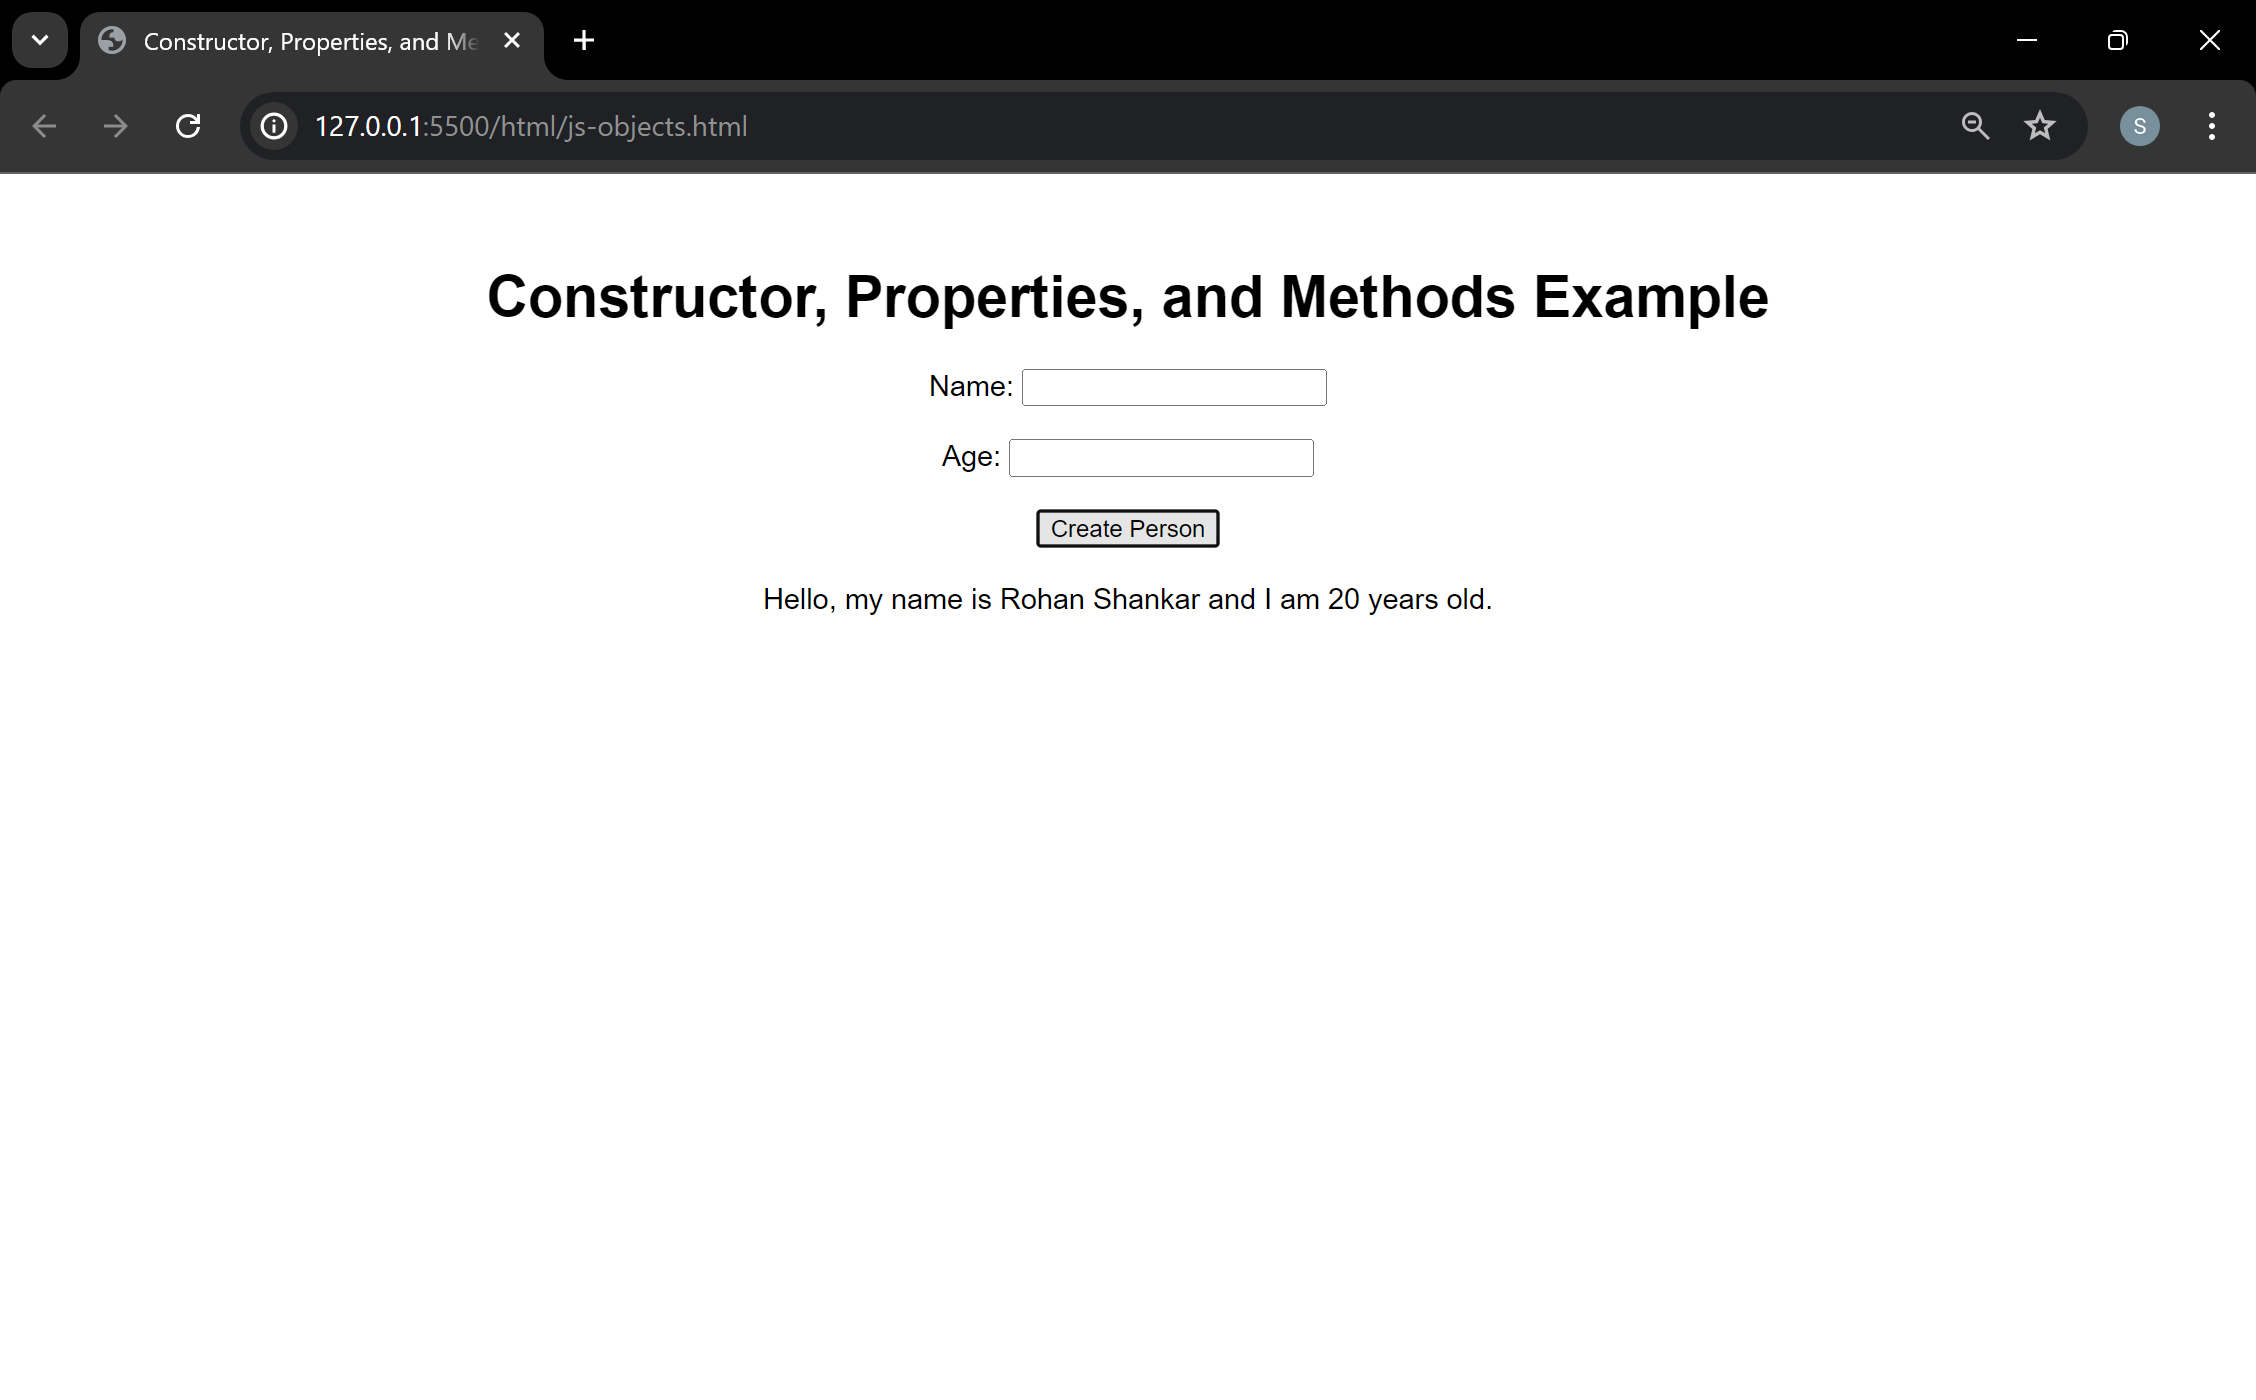 Constructor, Properties, and Me
127.0.0.1:5500/html/js-objects.html
S
Constructor, Properties, and Methods Example
Name:
Age:
Create Person
Hello, my name is Rohan Shankar and I am 20 years old.